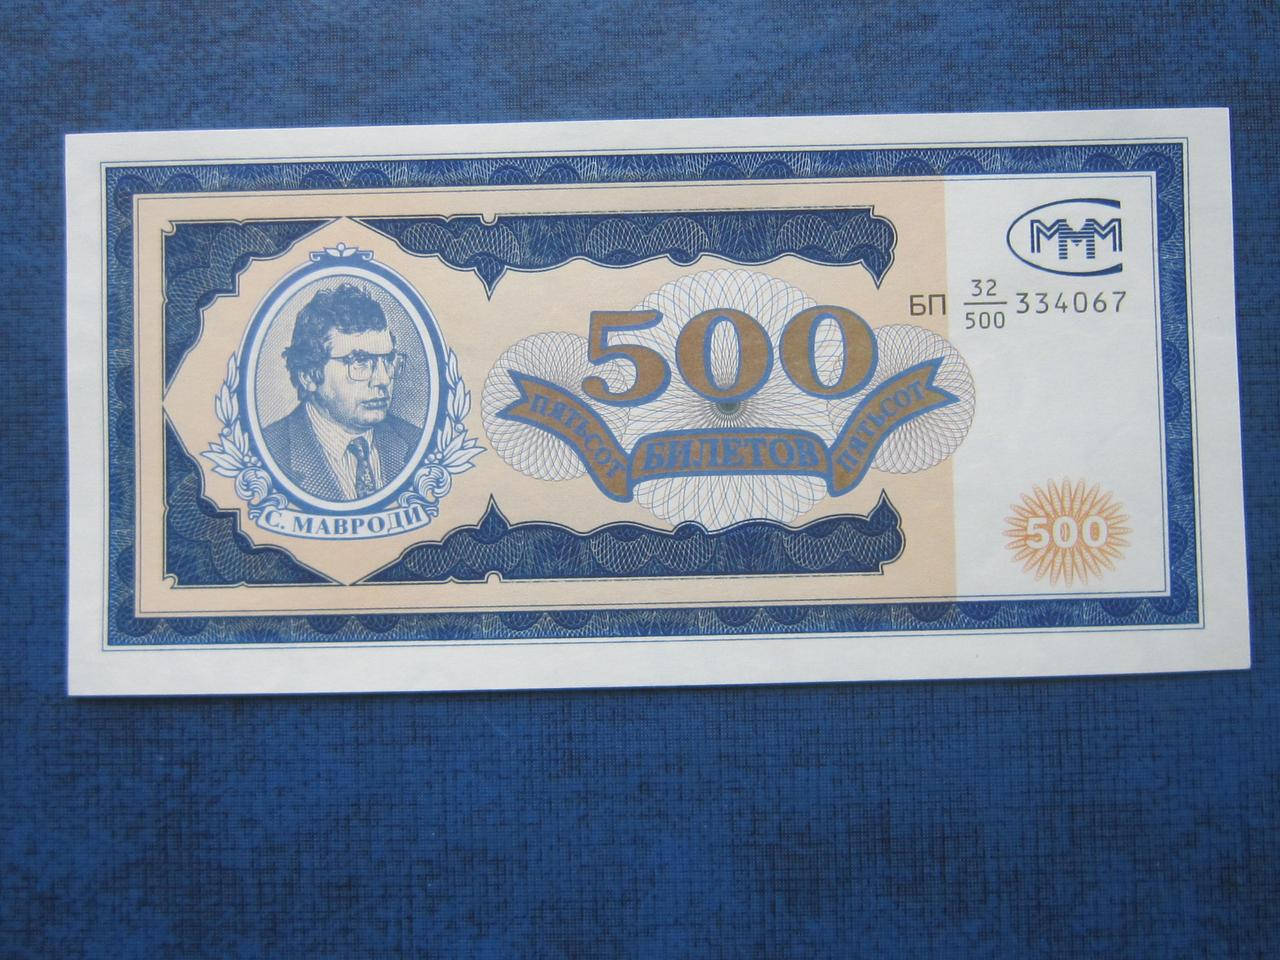 МММ
БП 32/500 334067
500
ПЯТЬСОТ БИЛЕТОВ ПЯТЬСОТ
С. МАВРОДИ
500